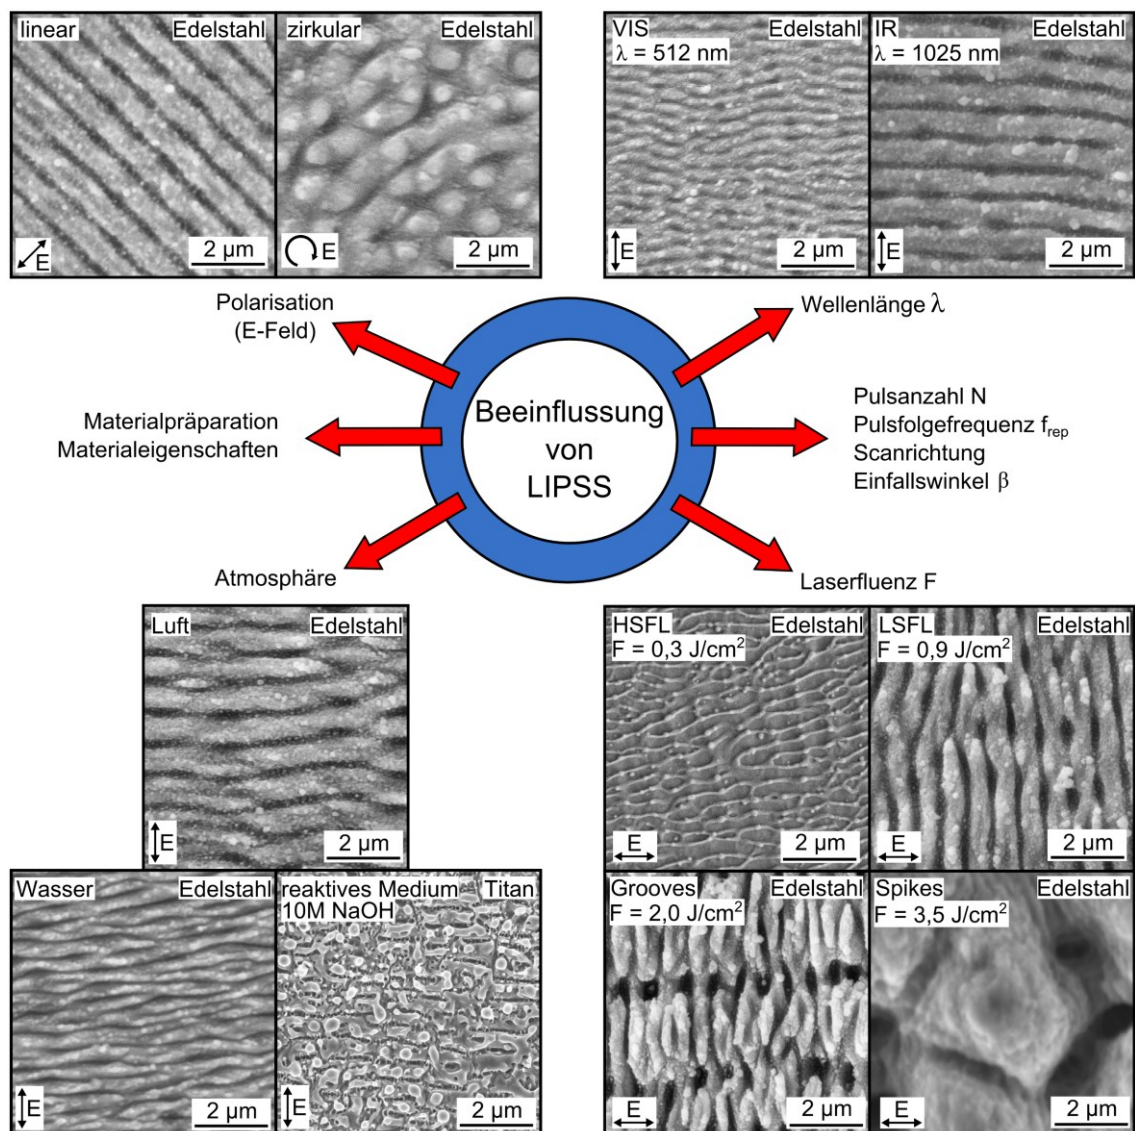 linear Edelstahl
E
2 µm
zirkular Edelstahl
E
2 µm
VIS Edelstahl
λ = 512 nm
E
2 µm
IR Edelstahl
λ = 1025 nm
E
2 µm
Polarisation
(E-Feld)
Wellenlänge λ
Materialpräparation
Materialeigenschaften
Beeinflussung
von
LIPSS
Pulsanzahl N
Pulsfolgefrequenz f_rep
Scanrichtung
Einfallswinkel β
Atmosphäre
Laserfluenz F
Luft Edelstahl
E
2 µm
HSFL Edelstahl
F = 0,3 J/cm²
E
2 µm
LSFL Edelstahl
F = 0,9 J/cm²
E
2 µm
Wasser Edelstahl
E
2 µm
reaktives Medium Titan
10M NaOH
E
2 µm
Grooves Edelstahl
F = 2,0 J/cm²
E
2 µm
Spikes Edelstahl
F = 3,5 J/cm²
E
2 µm